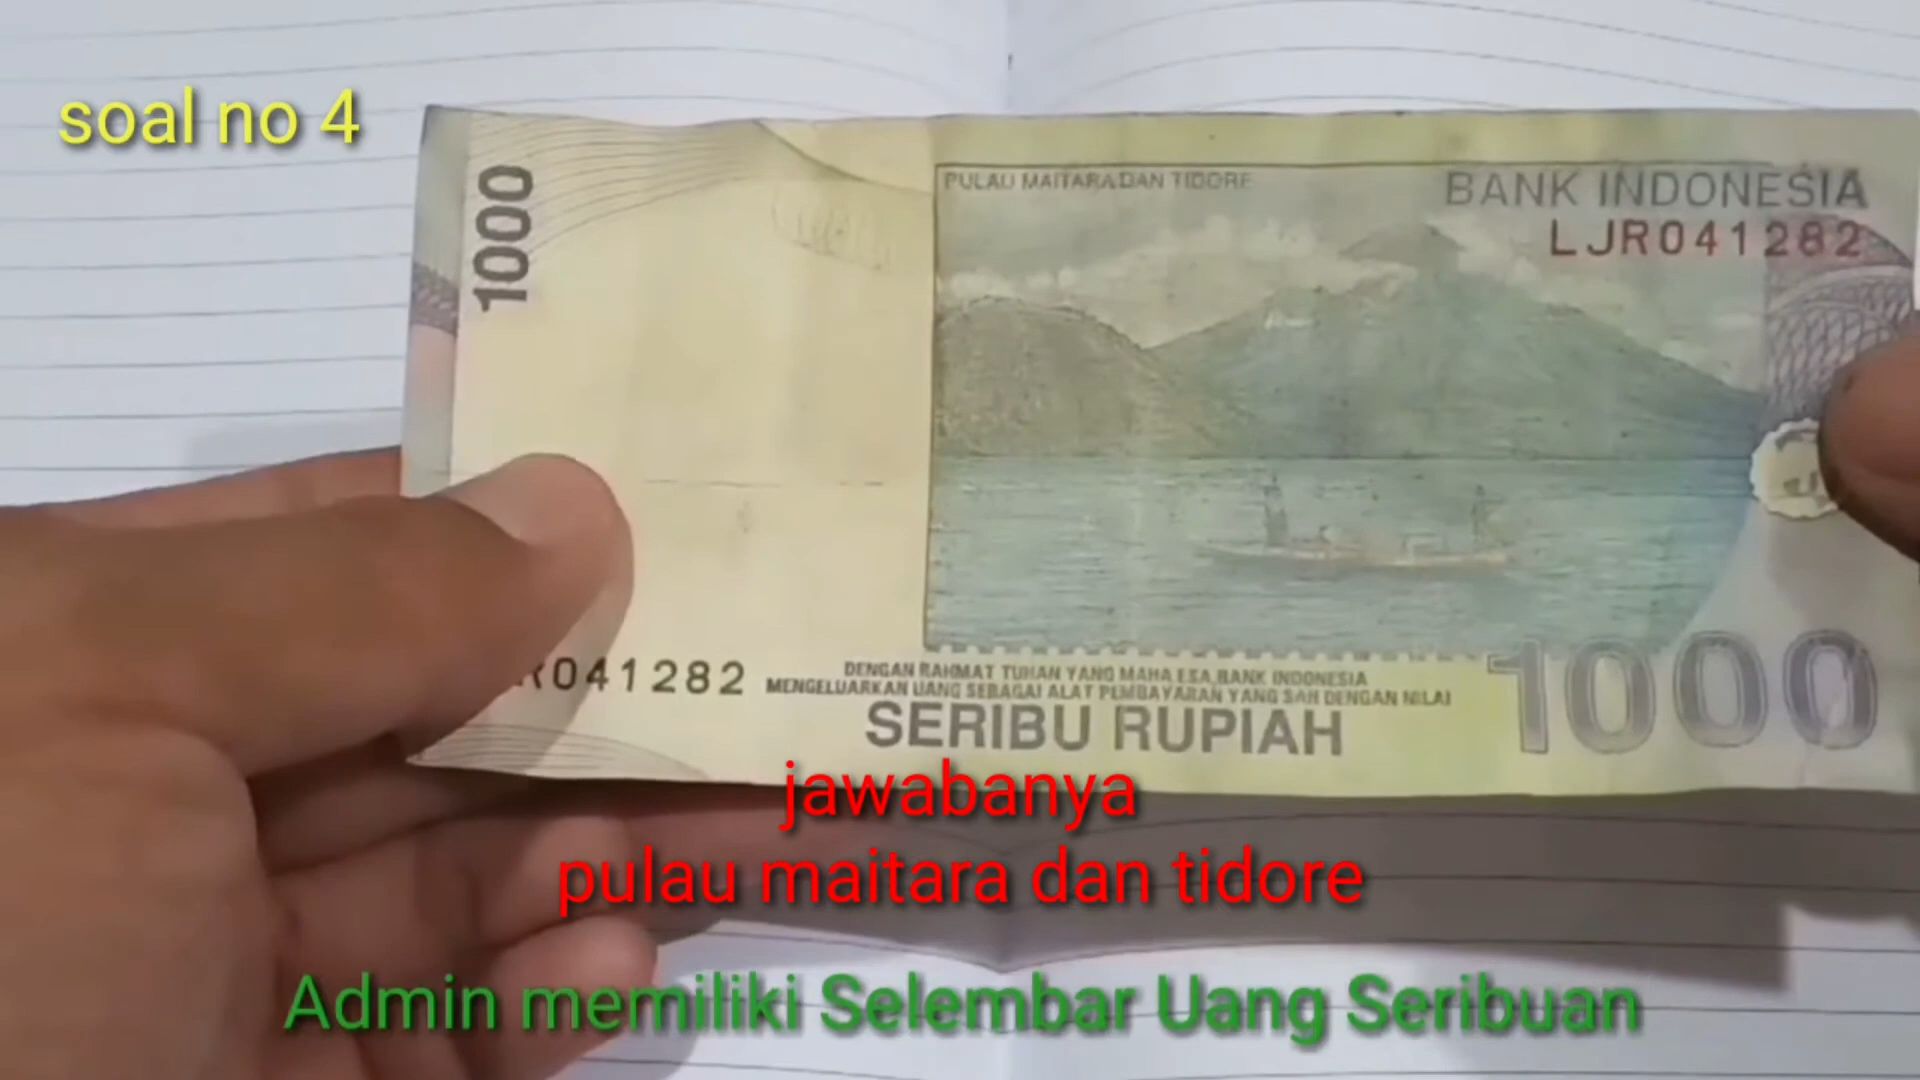 soal no 4
1000
PULAU MAITARA DAN TIDORE
BANK INDONESIA
LJR041282
R041282
DENGAN RAHMAT TUHAN YANG MAHA ESA, BANK INDONESIA
MENGELUARKAN UANG SEBAGAI ALAT PEMBAYARAN YANG SAH DENGAN NILAI
SERIBU RUPIAH
1000
jawabanya
pulau maitara dan tidore
Admin memiliki Selembar Uang Seribuan